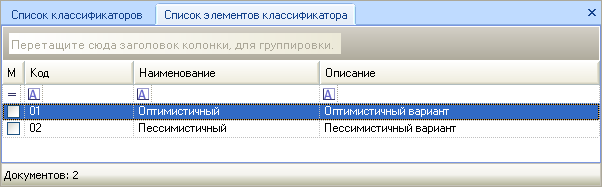 Список классификаторов Список элементов классификатора
Перетащите сюда заголовок колонки, для группировки.
М Код Наименование Описание
= A A A
01 Оптимистичный Оптимистичный вариант
02 Пессимистичный Пессимистичный вариант
Документов: 2